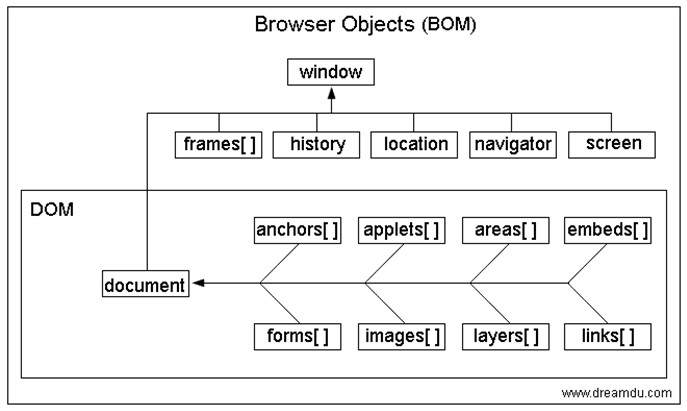 Browser Objects (BOM)
window
frames[ ] history location navigator screen
DOM
anchors[ ] applets[ ] areas[ ] embeds[ ]
document
forms[ ] images[ ] layers[ ] links[ ]
www.dreamdu.com